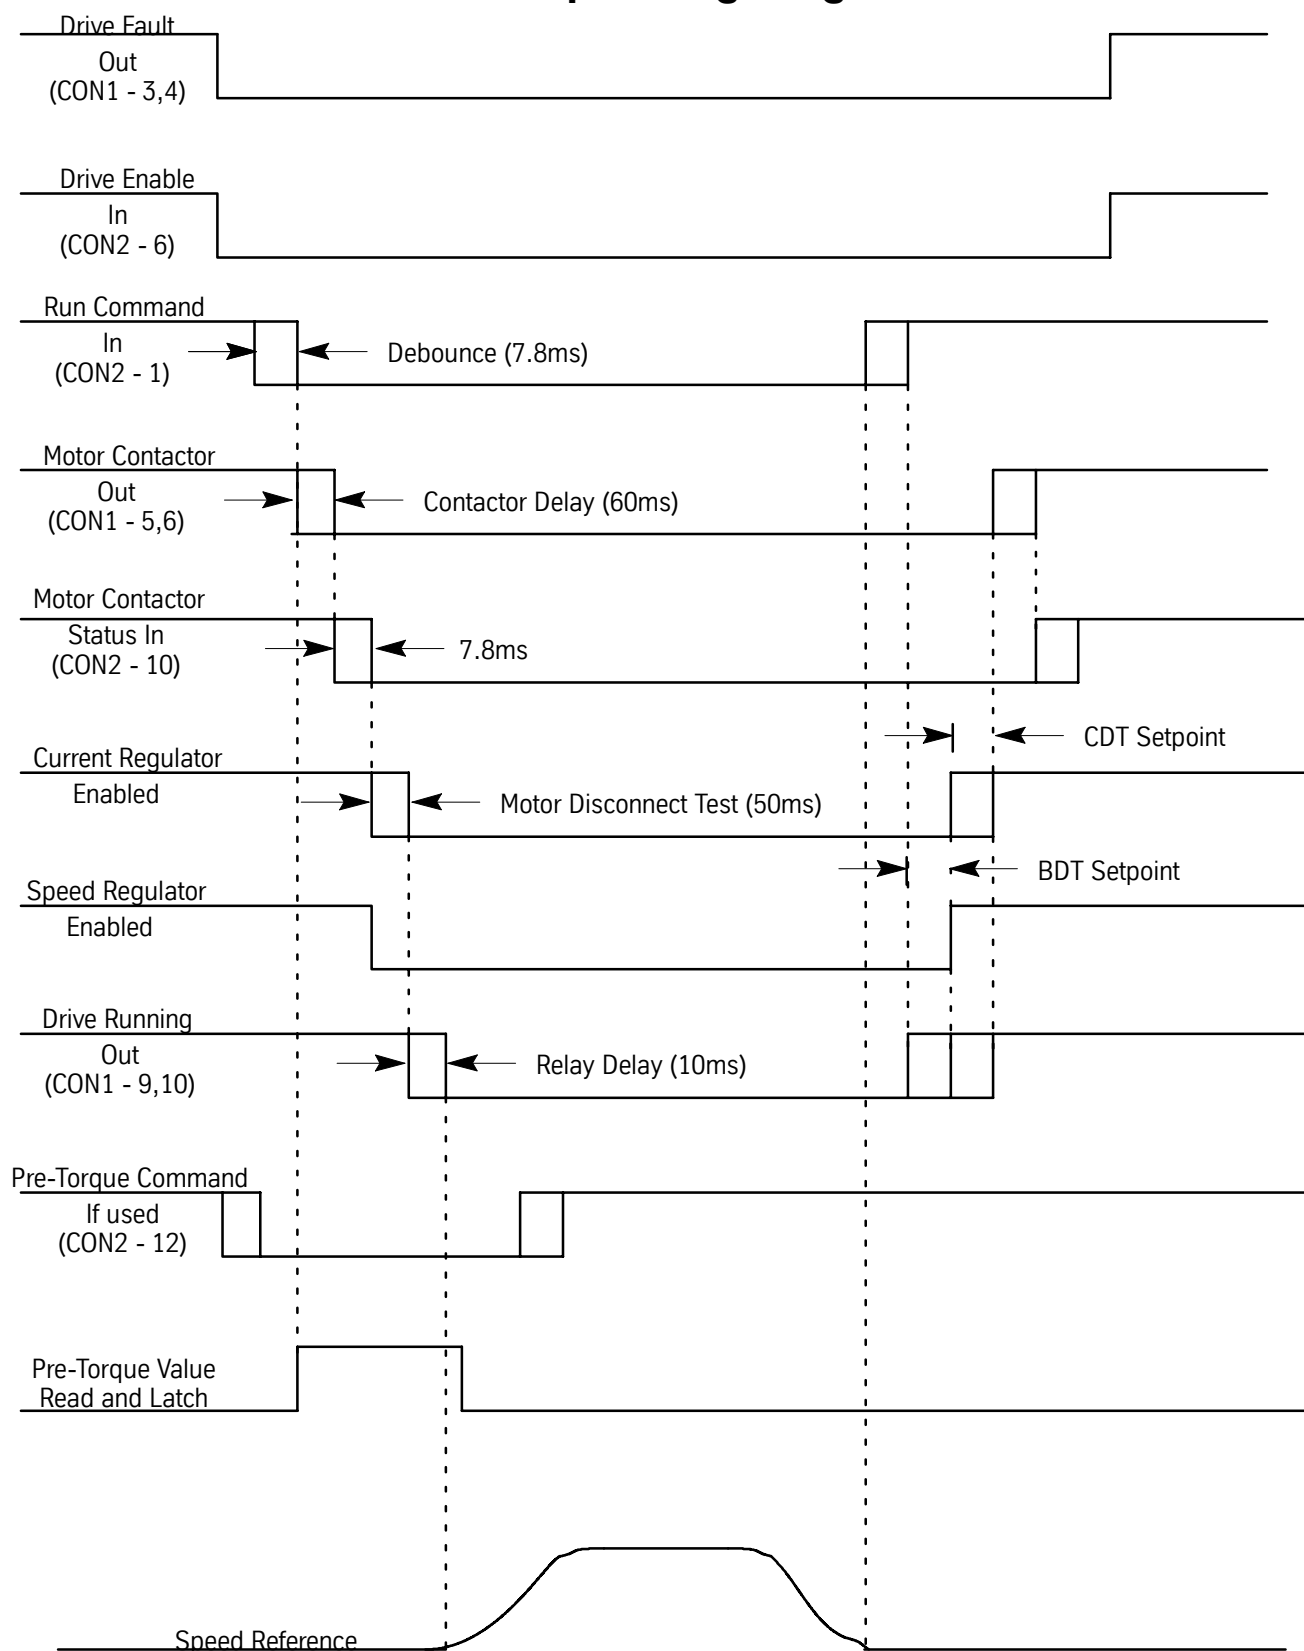 Drive Fault
Out
(CON1 - 3,4)
Drive Enable
In
(CON2 - 6)
Run Command
In
(CON2 - 1)
Debounce (7.8ms)
Motor Contactor
Out
(CON1 - 5,6)
Contactor Delay (60ms)
Motor Contactor
Status In
(CON2 - 10)
7.8ms
CDT Setpoint
Current Regulator
Enabled
Motor Disconnect Test (50ms)
BDT Setpoint
Speed Regulator
Enabled
Drive Running
Out
(CON1 - 9,10)
Relay Delay (10ms)
Pre-Torque Command
If used
(CON2 - 12)
Pre-Torque Value
Read and Latch
Speed Reference